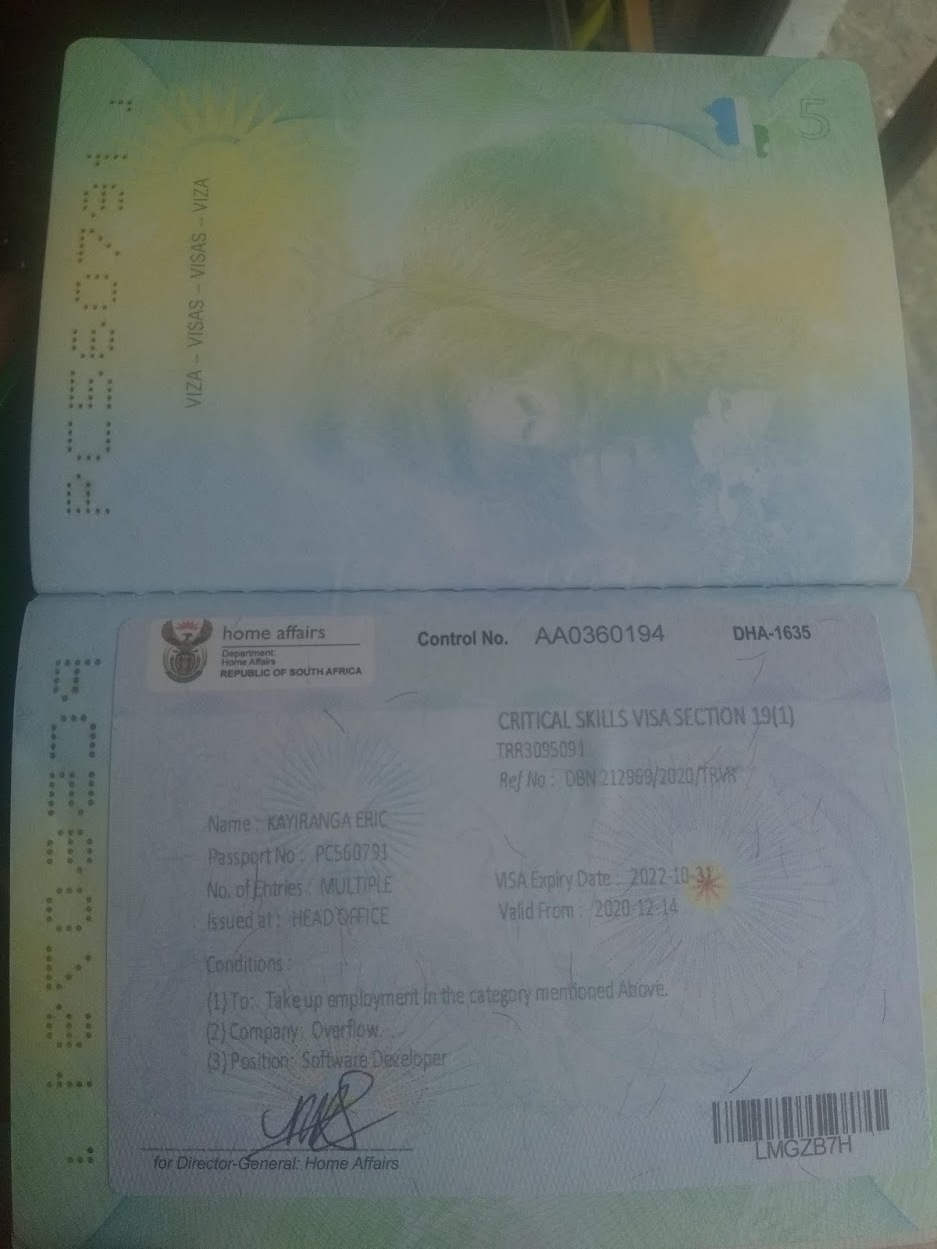 5
VIZA – VISAS – VISAS – VIZA
home affairs
Department:
Home Affairs
REPUBLIC OF SOUTH AFRICA
Control No. AA0360194 DHA-1635
CRITICAL SKILLS VISA SECTION 19(1)
TRR3095091
Ref No : DBN 212969/2020/TRVR
Name : KAYIRANGA ERIC
Passport No : PC560791
No. of Entries : MULTIPLE
Issued at : HEAD OFFICE
VISA Expiry Date : 2022-10-31
Valid From : 2020-12-14
Conditions :
(1) To: Take up employment in the category mentioned Above.
(2) Company: Overflow.
(3) Position: Software Developer
for Director-General: Home Affairs
LMGZB7H